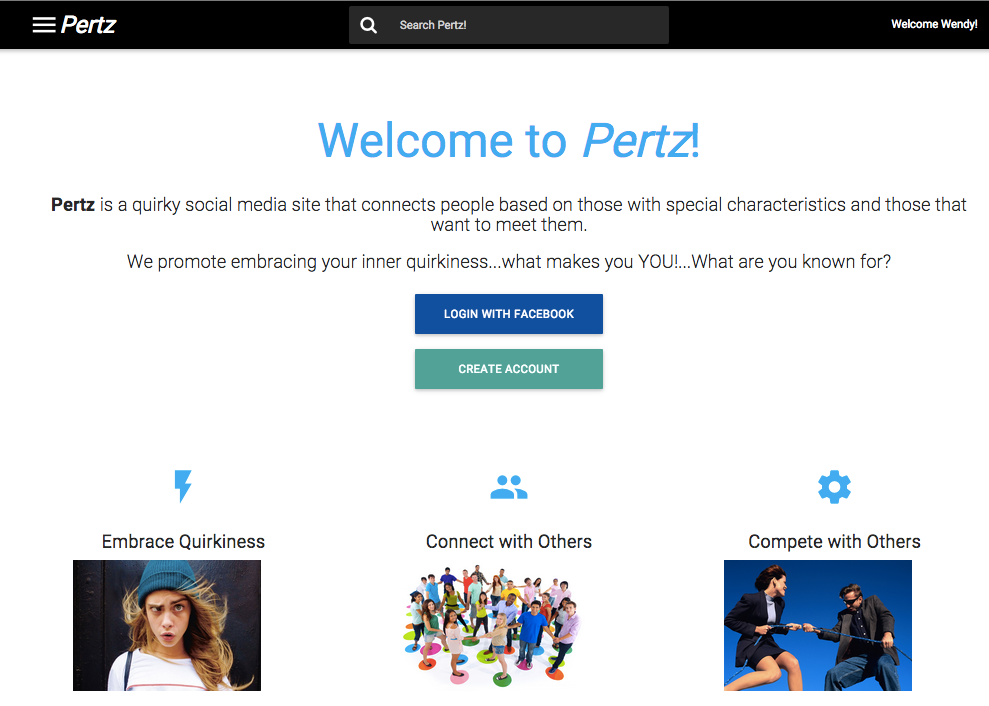 Pertz
Search Pertz!
Welcome Wendy!
Welcome to Pertz!
Pertz is a quirky social media site that connects people based on those with special characteristics and those that
want to meet them.
We promote embracing your inner quirkiness...what makes you YOU!...What are you known for?
LOGIN WITH FACEBOOK
CREATE ACCOUNT
Embrace Quirkiness
Connect with Others
Compete with Others